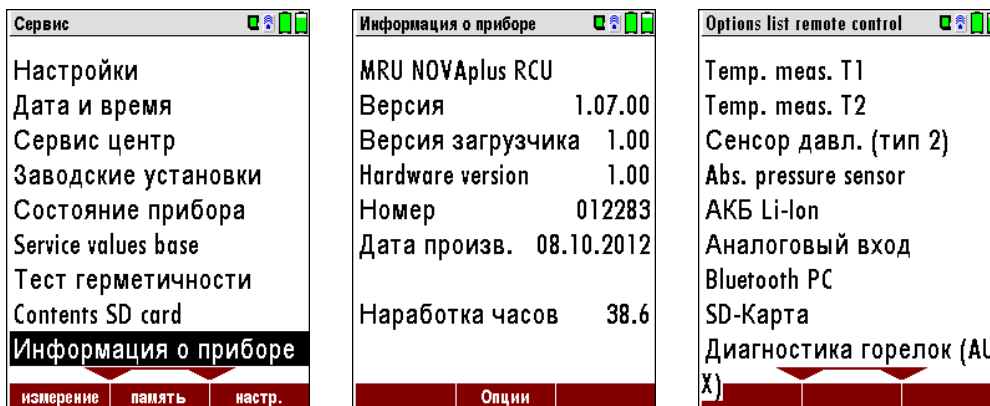 Сервис
Настройки
Дата и время
Сервис центр
Заводские установки
Состояние прибора
Service values base
Тест герметичности
Contents SD card
Информация о приборе
измерение память настр.
Информация о приборе
MRU NOVAplus RCU
Версия 1.07.00
Версия загрузчика 1.00
Hardware version 1.00
Номер 012283
Дата произв. 08.10.2012
Наработка часов 38.6
Опции
Options list remote control
Temp. meas. T1
Temp. meas. T2
Сенсор давл. (тип 2)
Abs. pressure sensor
АКБ Li-Ion
Аналоговый вход
Bluetooth PC
SD-Карта
Диагностика горелок (AU
X)